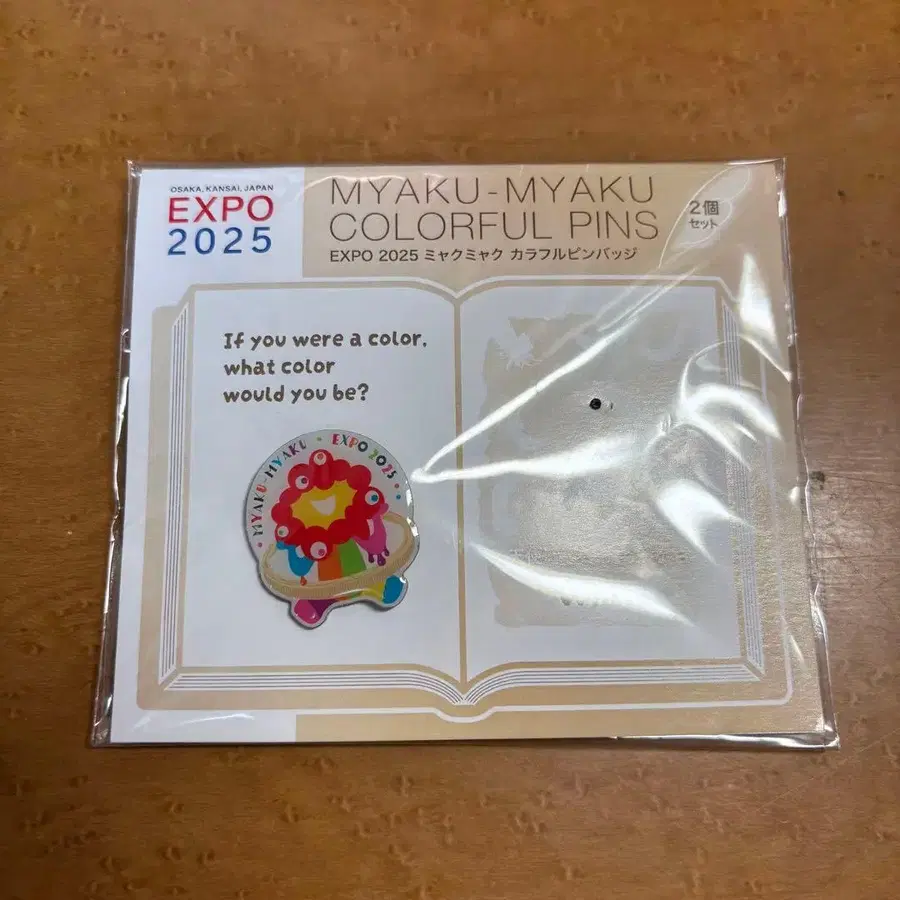 OSAKA, KANSAI, JAPAN
EXPO
2025
MYAKU-MYAKU
COLORFUL PINS
2個
セット
EXPO 2025 ミャクミャク カラフルピンバッジ
If you were a color,
what color
would you be?
MYAKU-MYAKU • EXPO 2025